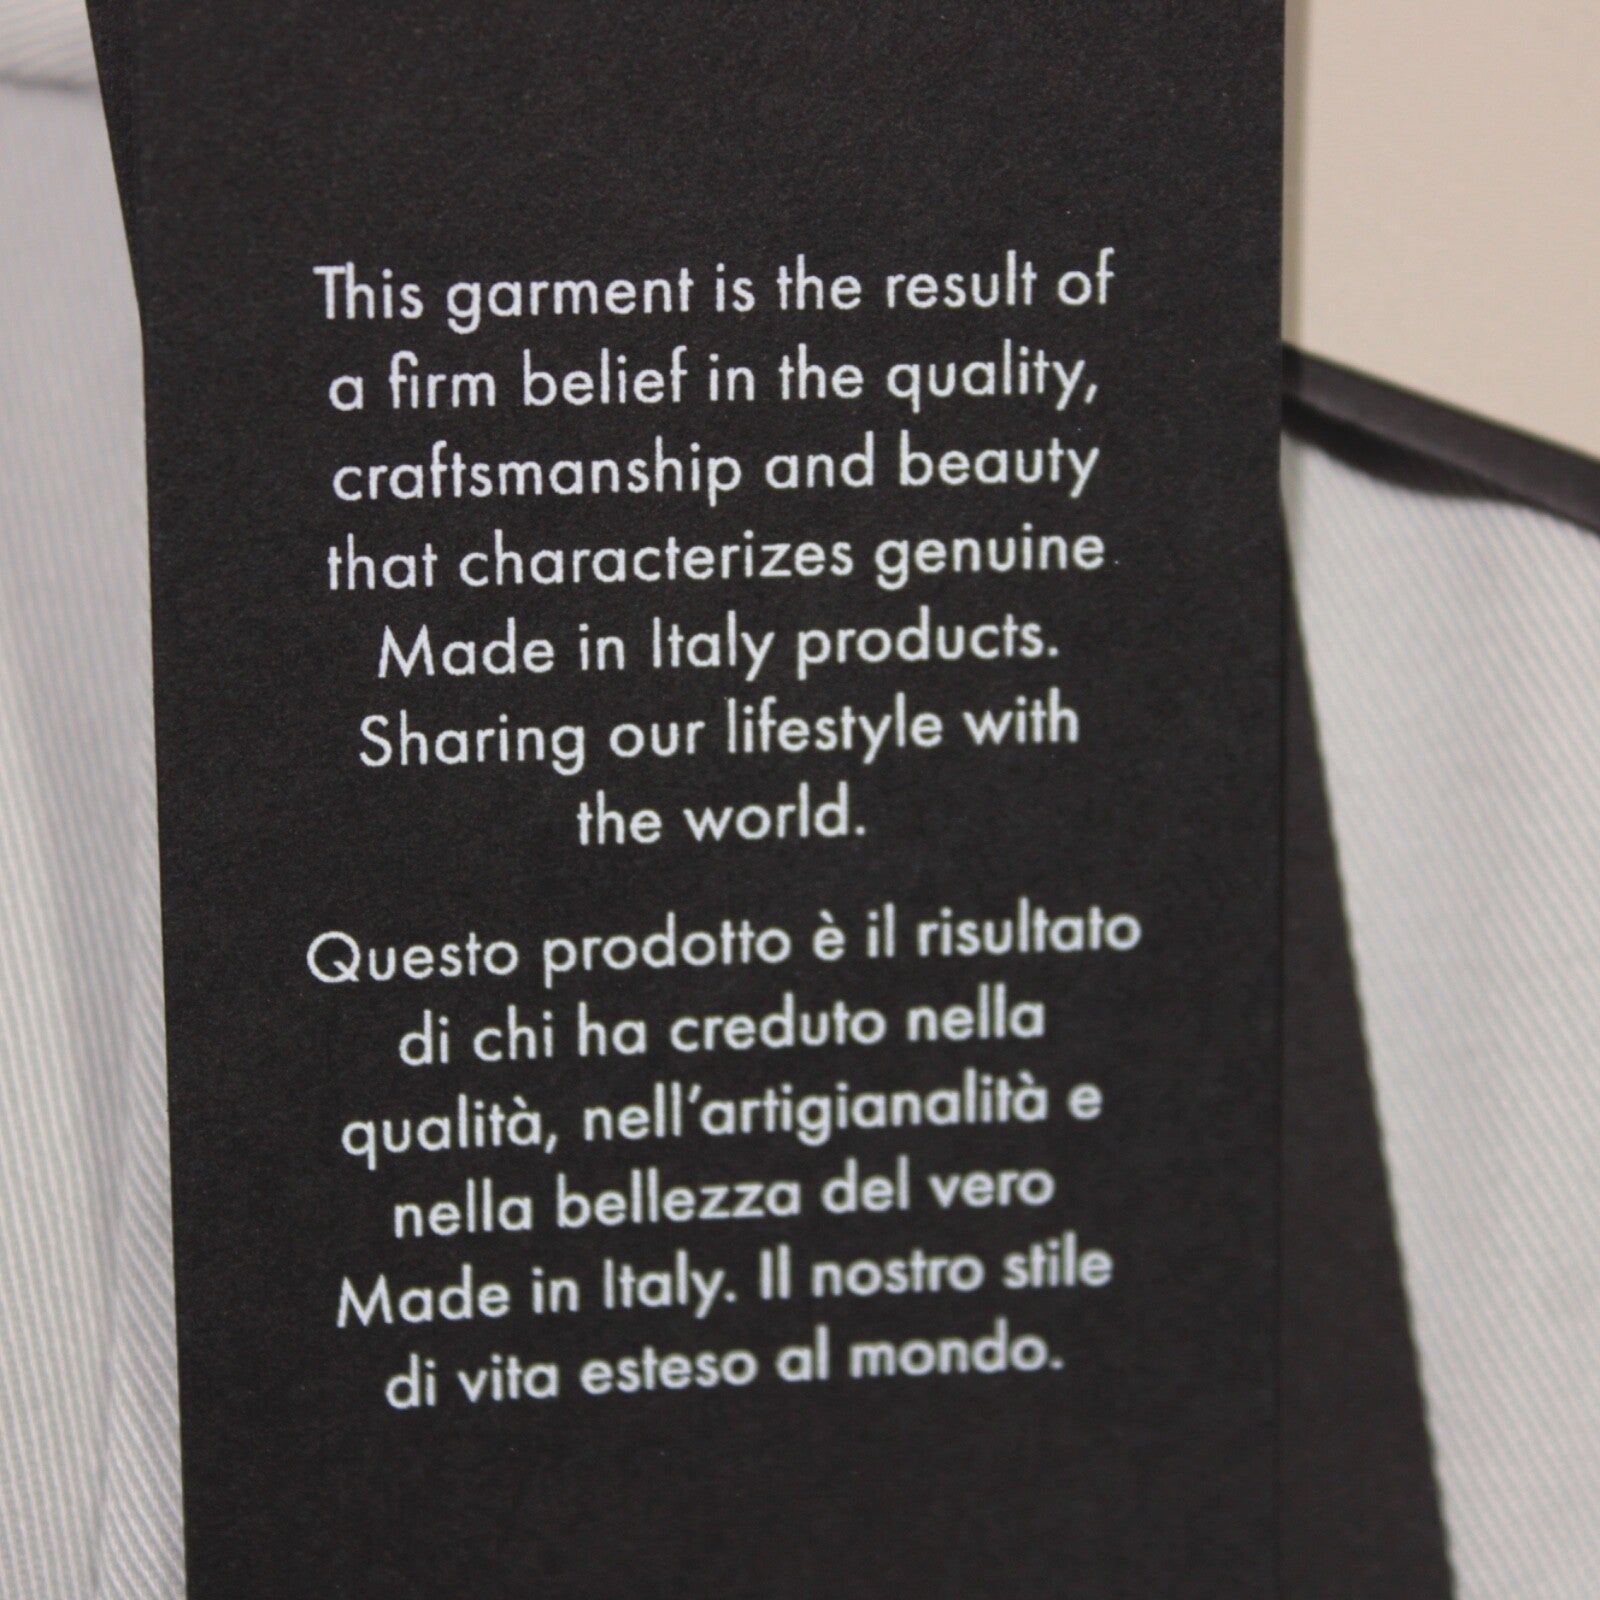 This garment is the result of
a firm belief in the quality,
craftsmanship and beauty
that characterizes genuine
Made in Italy products.
Sharing our lifestyle with
the world.
Questo prodotto è il risultato
di chi ha creduto nella
qualità, nell'artigianalità e
nella bellezza del vero
Made in Italy. Il nostro stile
di vita esteso al mondo.